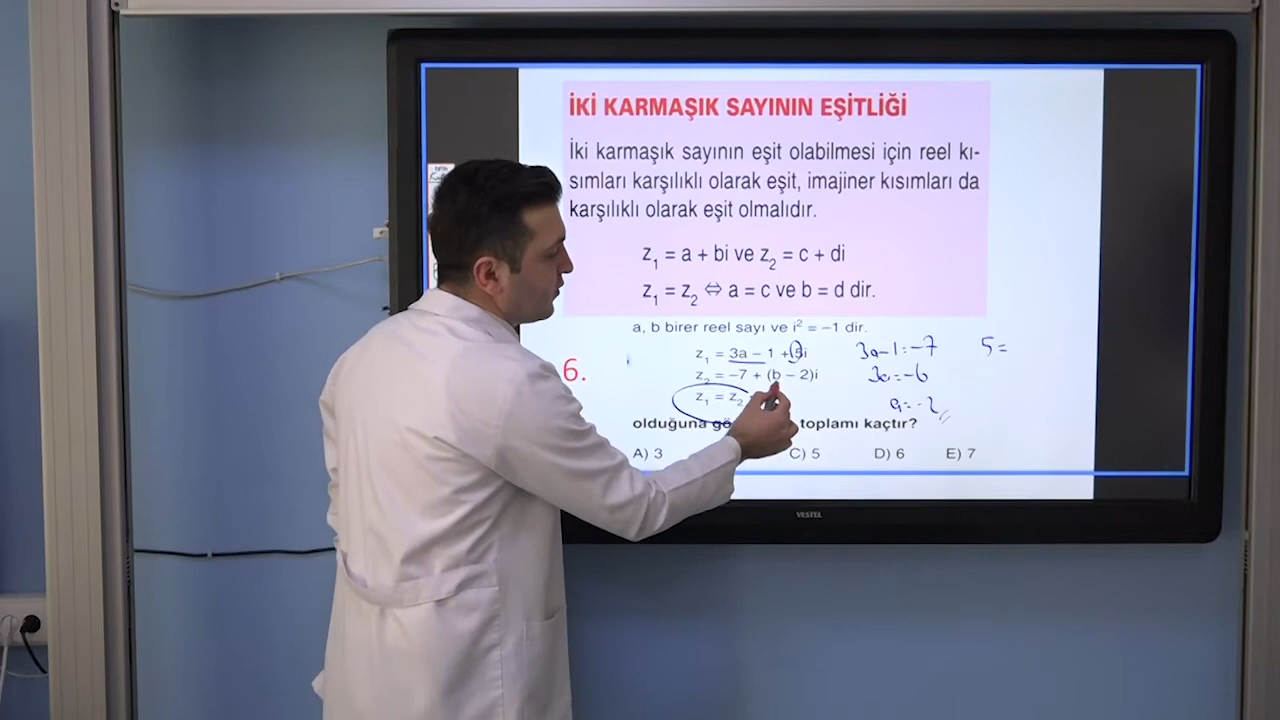 İKİ KARMAŞIK SAYININ EŞİTLİĞİ
İki karmaşık sayının eşit olabilmesi için reel kı-
sımları karşılıklı olarak eşit, imajiner kısımları da
karşılıklı olarak eşit olmalıdır.
z₁ = a + bi ve z₂ = c + di
z₁ = z₂ ⇔ a = c ve b = d dir.
a, b birer reel sayı ve i² = −1 dir.
6.
z₁ = 3a − 1 + 5i
z₂ = −7 + (b − 2)i
z₁ = z₂
3a-1=-7
3a=-6
a=-2
5=
olduğuna toplamı kaçtır?
A) 3 C) 5 D) 6 E) 7
VESTEL